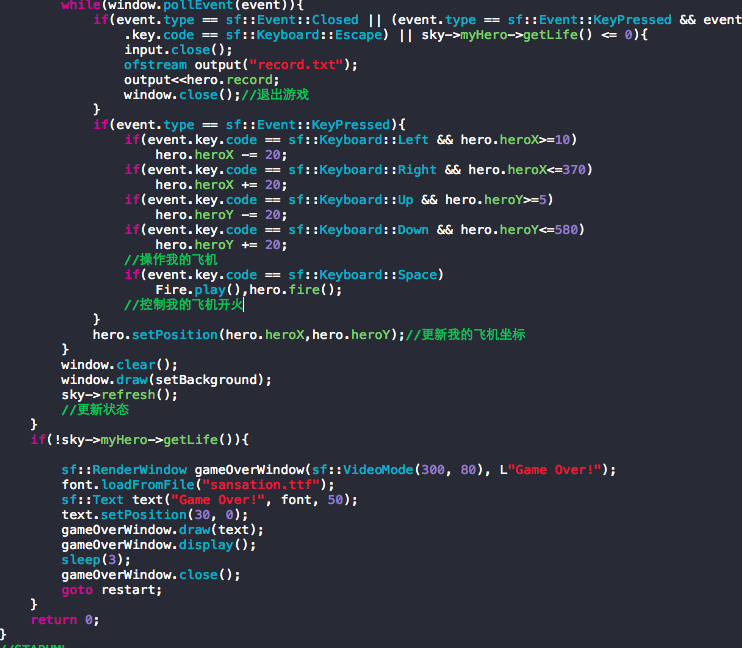 while(window.pollEvent(event)){
if(event.type == sf::Event::Closed || (event.type == sf::Event::KeyPressed && event
.key.code == sf::Keyboard::Escape) || sky->myHero->getLife() <= 0){
input.close();
ofstream output("record.txt");
output<<hero.record;
window.close();//退出游戏
}
if(event.type == sf::Event::KeyPressed){
if(event.key.code == sf::Keyboard::Left && hero.heroX>=10)
hero.heroX -= 20;
if(event.key.code == sf::Keyboard::Right && hero.heroX<=370)
hero.heroX += 20;
if(event.key.code == sf::Keyboard::Up && hero.heroY>=5)
hero.heroY -= 20;
if(event.key.code == sf::Keyboard::Down && hero.heroY<=580)
hero.heroY += 20;
//操作我的飞机
if(event.key.code == sf::Keyboard::Space)
Fire.play(),hero.fire();
//控制我的飞机开火
}
hero.setPosition(hero.heroX,hero.heroY);//更新我的飞机坐标
}
window.clear();
window.draw(setBackground);
sky->refresh();
//更新状态
}
if(!sky->myHero->getLife()){
sf::RenderWindow gameOverWindow(sf::VideoMode(300, 80), L"Game Over!");
font.loadFromFile("sansation.ttf");
sf::Text text("Game Over!", font, 50);
text.setPosition(30, 0);
gameOverWindow.draw(text);
gameOverWindow.display();
sleep(3);
gameOverWindow.close();
goto restart;
}
return 0;
}